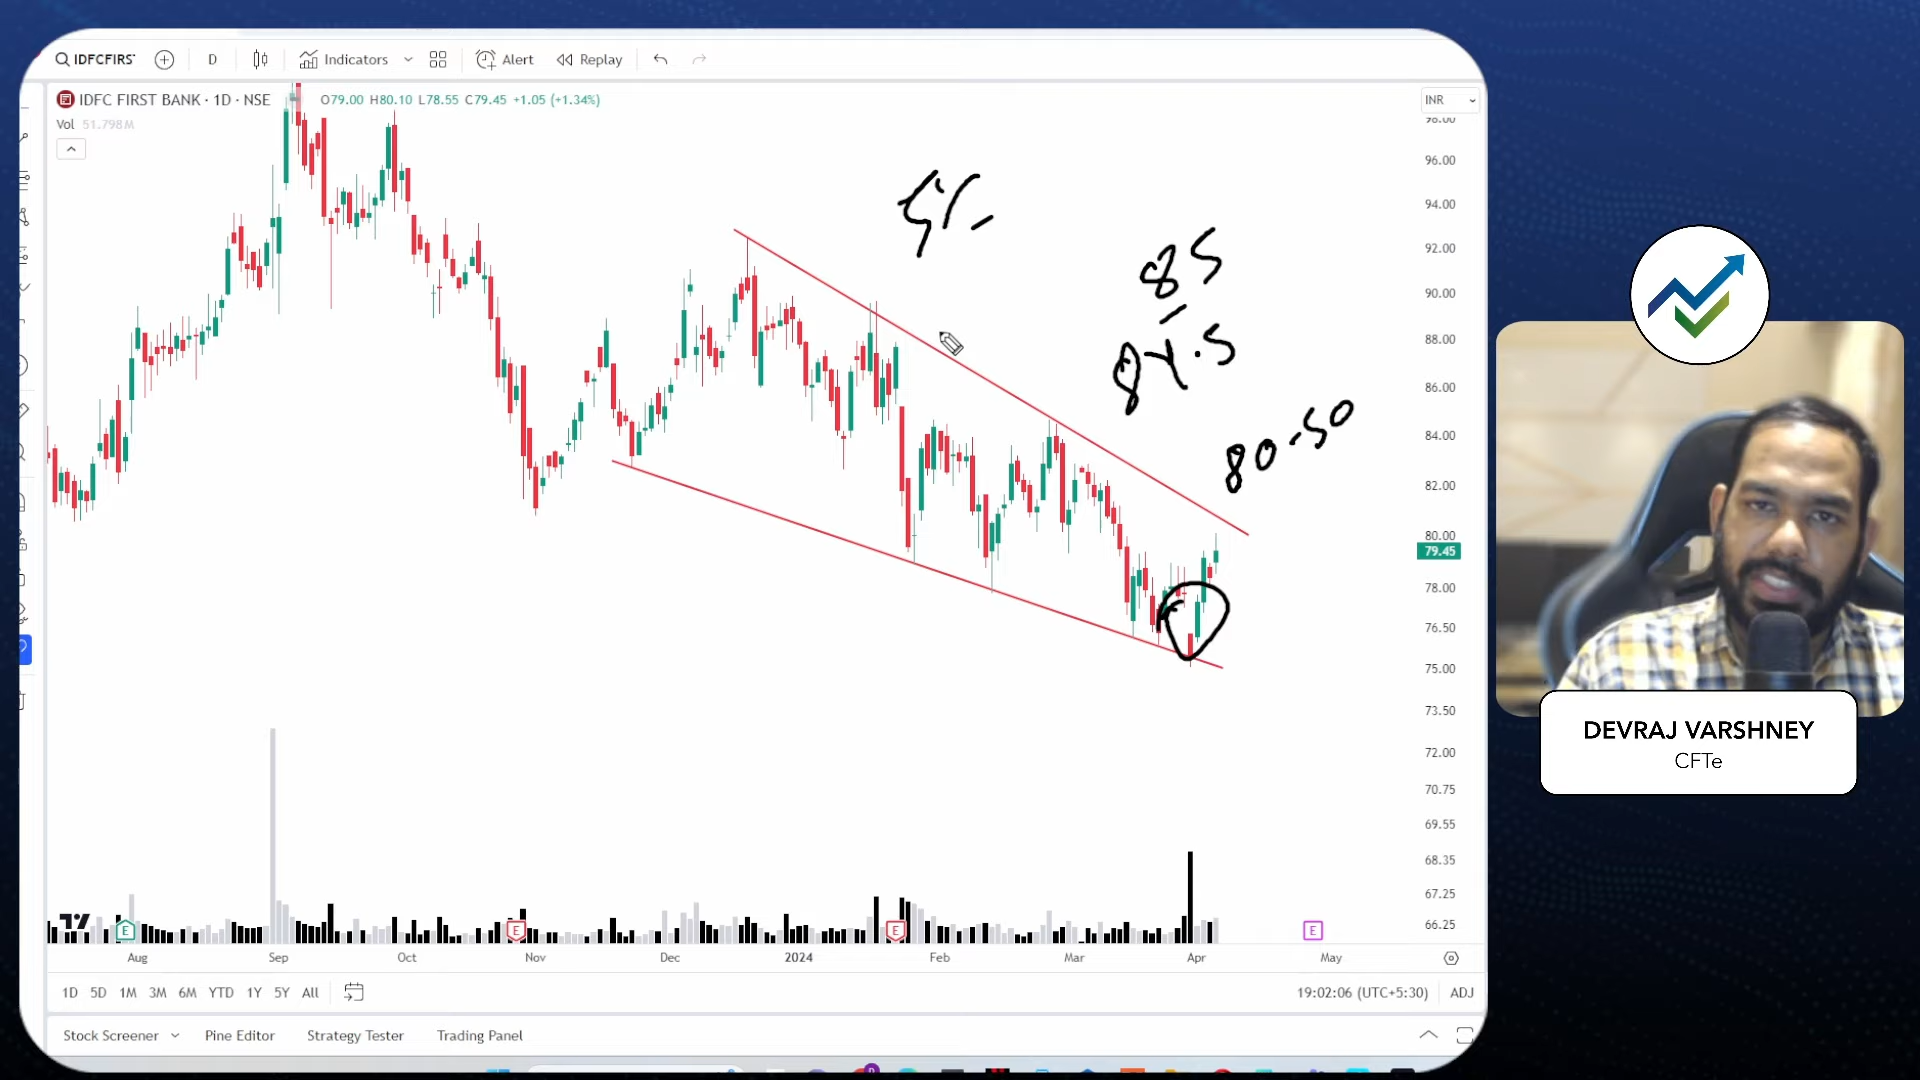 IDFCFIRS
D
Indicators
Alert
Replay
IDFC FIRST BANK · 1D · NSE
O79.00 H80.10 L78.55 C79.45 +1.05 (+1.34%)
INR
Vol 51.798M
98.00
96.00
94.00
92.00
90.00
88.00
86.00
84.00
82.00
80.00
79.45
78.00
76.50
75.00
73.50
72.00
70.75
69.55
68.35
67.25
66.25
5%
85
84.5
80.50
E
E
E
E
Aug Sep Oct Nov Dec 2024 Feb Mar Apr May
1D 5D 1M 3M 6M YTD 1Y 5Y All
19:02:06 (UTC+5:30) ADJ
Stock Screener Pine Editor Strategy Tester Trading Panel
DEVRAJ VARSHNEY
CFTe